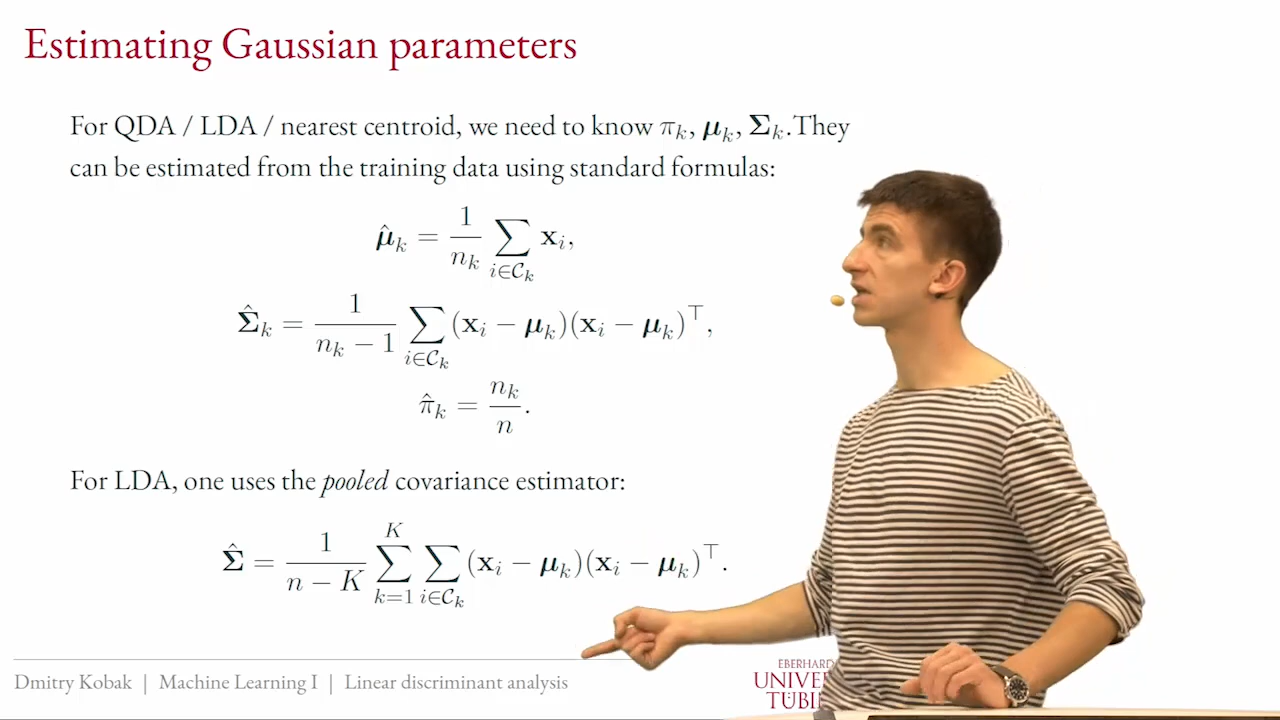 Estimating Gaussian parameters
For QDA / LDA / nearest centroid, we need to know π_k, μ_k, Σ_k.They
can be estimated from the training data using standard formulas:
μ̂_k = 1/n_k ∑_{i∈C_k} x_i,
Σ̂_k = 1/(n_k − 1) ∑_{i∈C_k} (x_i − μ_k)(x_i − μ_k)^⊤,
π̂_k = n_k/n.
For LDA, one uses the pooled covariance estimator:
Σ̂ = 1/(n − K) ∑_{k=1}^{K} ∑_{i∈C_k} (x_i − μ_k)(x_i − μ_k)^⊤.
Dmitry Kobak | Machine Learning I | Linear discriminant analysis
EBERHARD
UNIVER
TÜBI